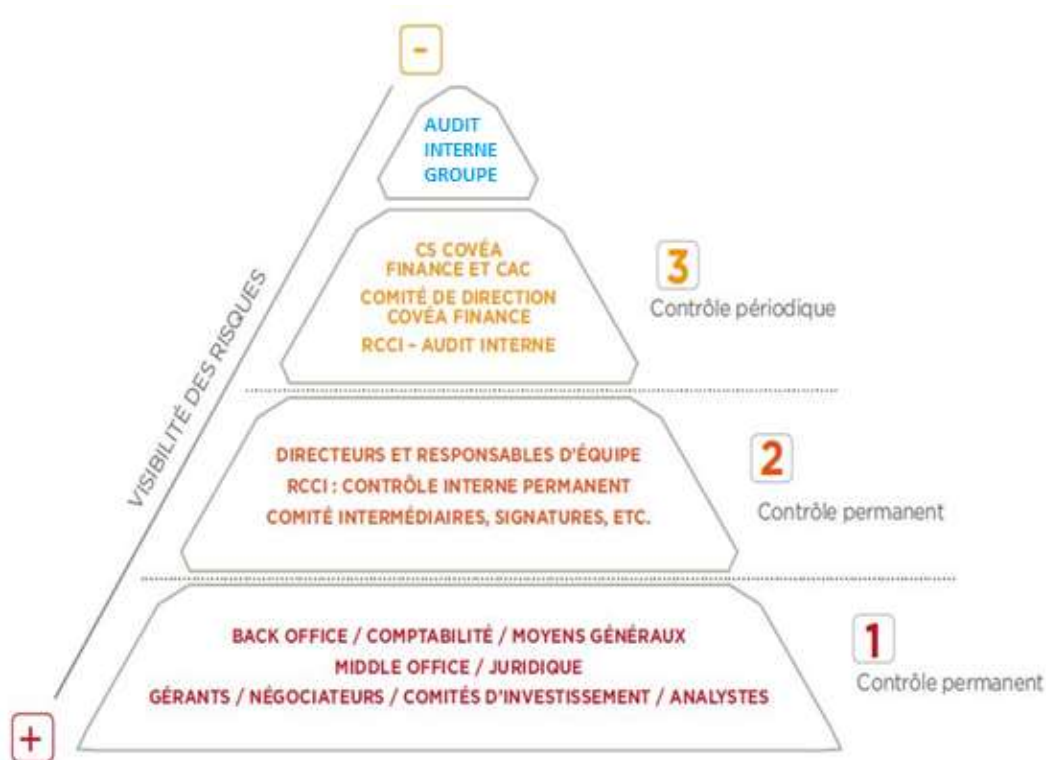 -
AUDIT
INTERNE
GROUPE
CS COVÉA
FINANCE ET CAC
COMITÉ DE DIRECTION
COVÉA FINANCE
RCCI - AUDIT INTERNE
3
Contrôle périodique
VISIBILITÉ DES RISQUES
DIRECTEURS ET RESPONSABLES D'ÉQUIPE
RCCI : CONTRÔLE INTERNE PERMANENT
COMITÉ INTERMÉDIAIRES, SIGNATURES, ETC.
2
Contrôle permanent
BACK OFFICE / COMPTABILITÉ / MOYENS GÉNÉRAUX
MIDDLE OFFICE / JURIDIQUE
GÉRANTS / NÉGOCIATEURS / COMITÉS D'INVESTISSEMENT / ANALYSTES
1
Contrôle permanent
+